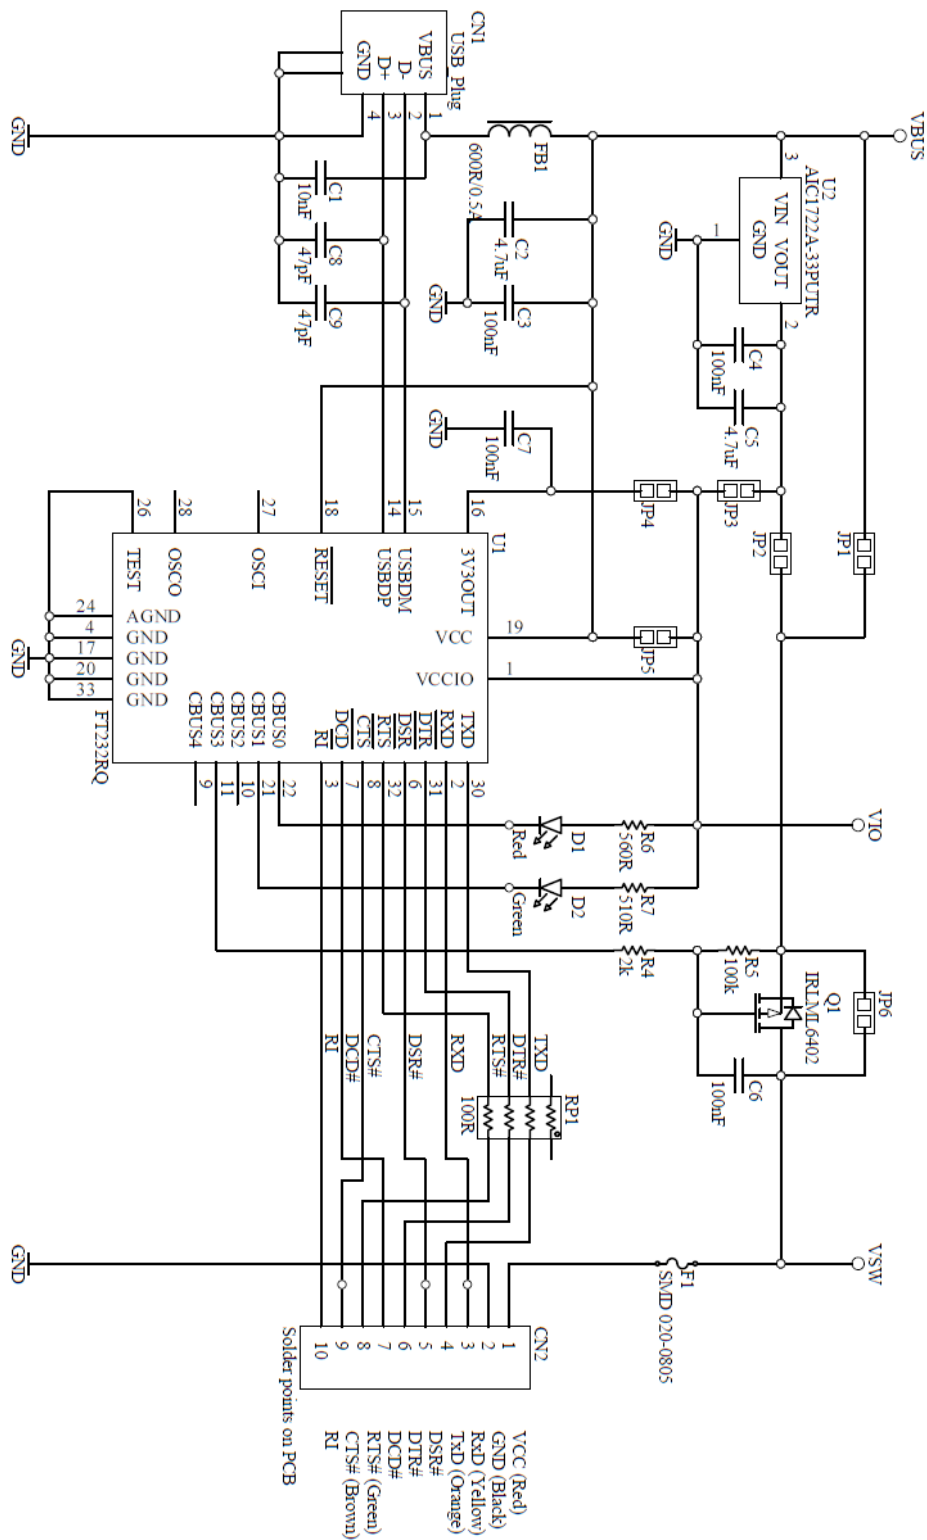 CN1
USB Plug
VBUS
D-
D+
GND
1
2
3
4
GND
C1
10nF
C8
47pF
C9
47pF
FB1
600R/0.5A
C2
4.7uF
C3
100nF
GND
VBUS
U2
AIC1722A-33PUTR
VIN VOUT
GND
3
1
2
GND
C4
100nF
C5
4.7uF
C7
100nF
GND
JP4
JP3
JP2
JP1
JP5
U1
FT232RQ
16
3V3OUT
15
USBDM
14
USBDP
18
RESET
27
OSCI
28
OSCO
26
TEST
24
AGND
4
GND
17
GND
20
GND
33
GND
GND
19
VCC
1
VCCIO
TXD
30
RXD
2
DTR
31
DSR
6
RTS
32
CTS
8
DCD
7
RI
3
CBUS0
22
CBUS1
21
CBUS2
10
CBUS3
11
CBUS4
9
VIO
D1
Red
R6
560R
D2
Green
R7
510R
R4
2k
R5
100k
Q1
IRLML6402
JP6
C6
100nF
TXD
DTR#
RTS#
RXD
DSR#
CTS#
DCD#
RI
RP1
100R
VSW
F1
SMD 020-0805
GND
CN2
1
2
3
4
5
6
7
8
9
10
Solder points on PCB
VCC (Red)
GND (Black)
RxD (Yellow)
TxD (Orange)
DSR#
DTR#
DCD#
RTS# (Green)
CTS# (Brown)
RI